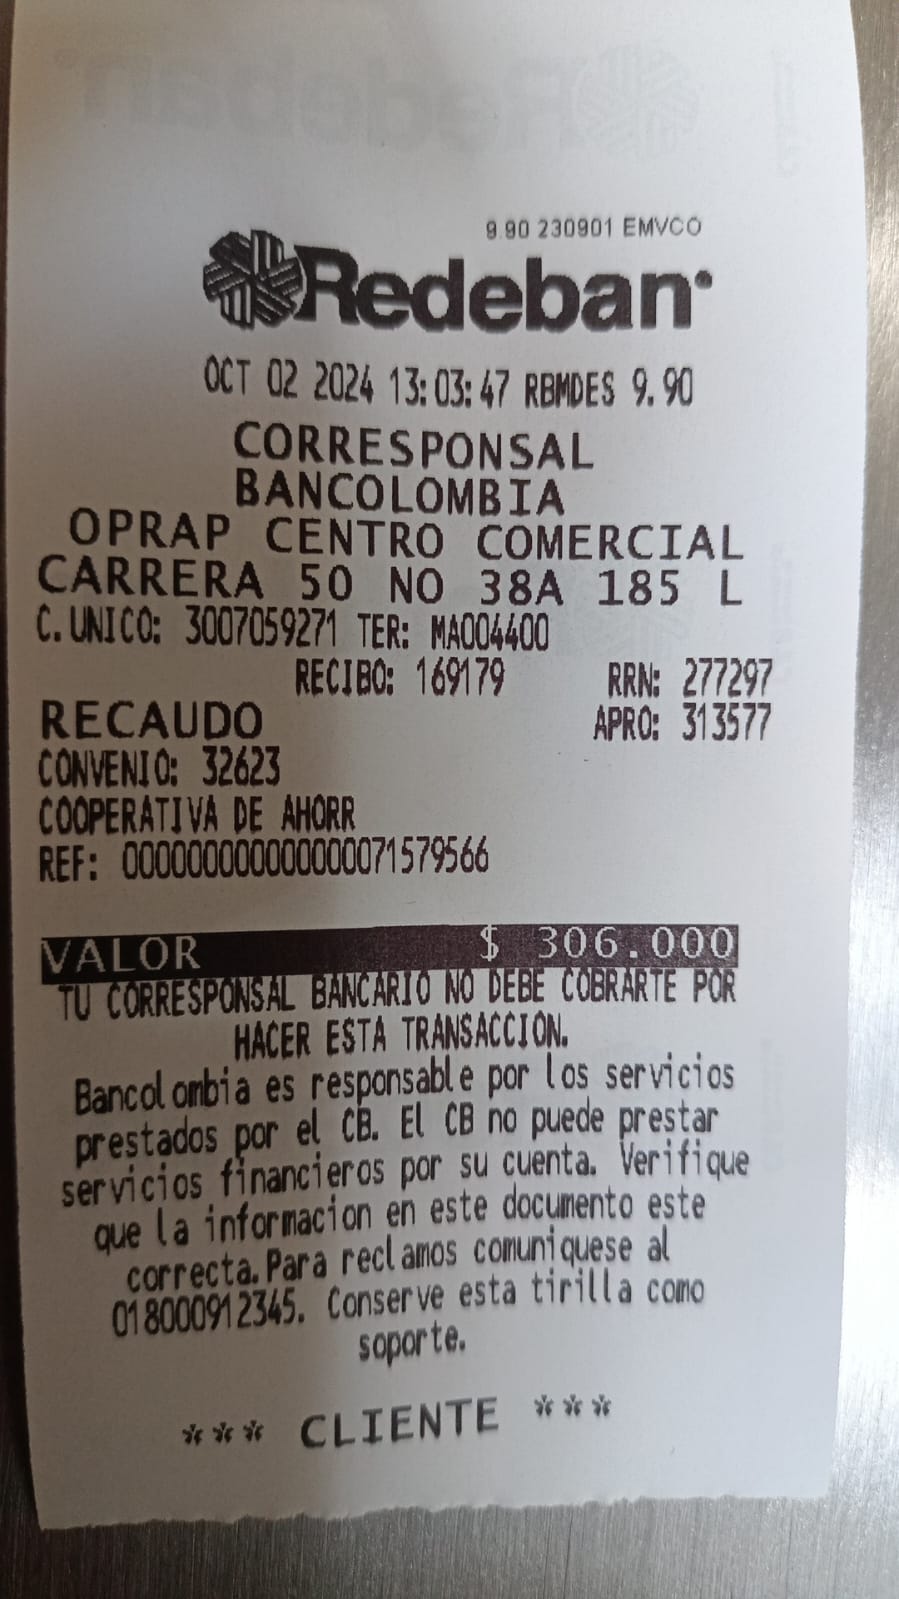 9.90 230901 EMVCO
Redeban
OCT 02 2024 13:03:47 RBMDES 9.90
CORRESPONSAL
BANCOLOMBIA
OPRAP CENTRO COMERCIAL
CARRERA 50 NO 38A 185 L
C.UNICO: 3007059271 TER: MA004400
RECIBO: 169179 RRN: 277297
RECAUDO APRO: 313577
CONVENIO: 32623
COOPERATIVA DE AHORR
REF: 0000000000000000071579566
VALOR $ 306.000
TU CORRESPONSAL BANCARIO NO DEBE COBRARTE POR
HACER ESTA TRANSACCION.
Bancolombia es responsable por los servicios
prestados por el CB. El CB no puede prestar
servicios financieros por su cuenta. Verifique
que la informacion en este documento este
correcta.Para reclamos comuniquese al
018000912345. Conserve esta tirilla como
soporte.
*** CLIENTE ***